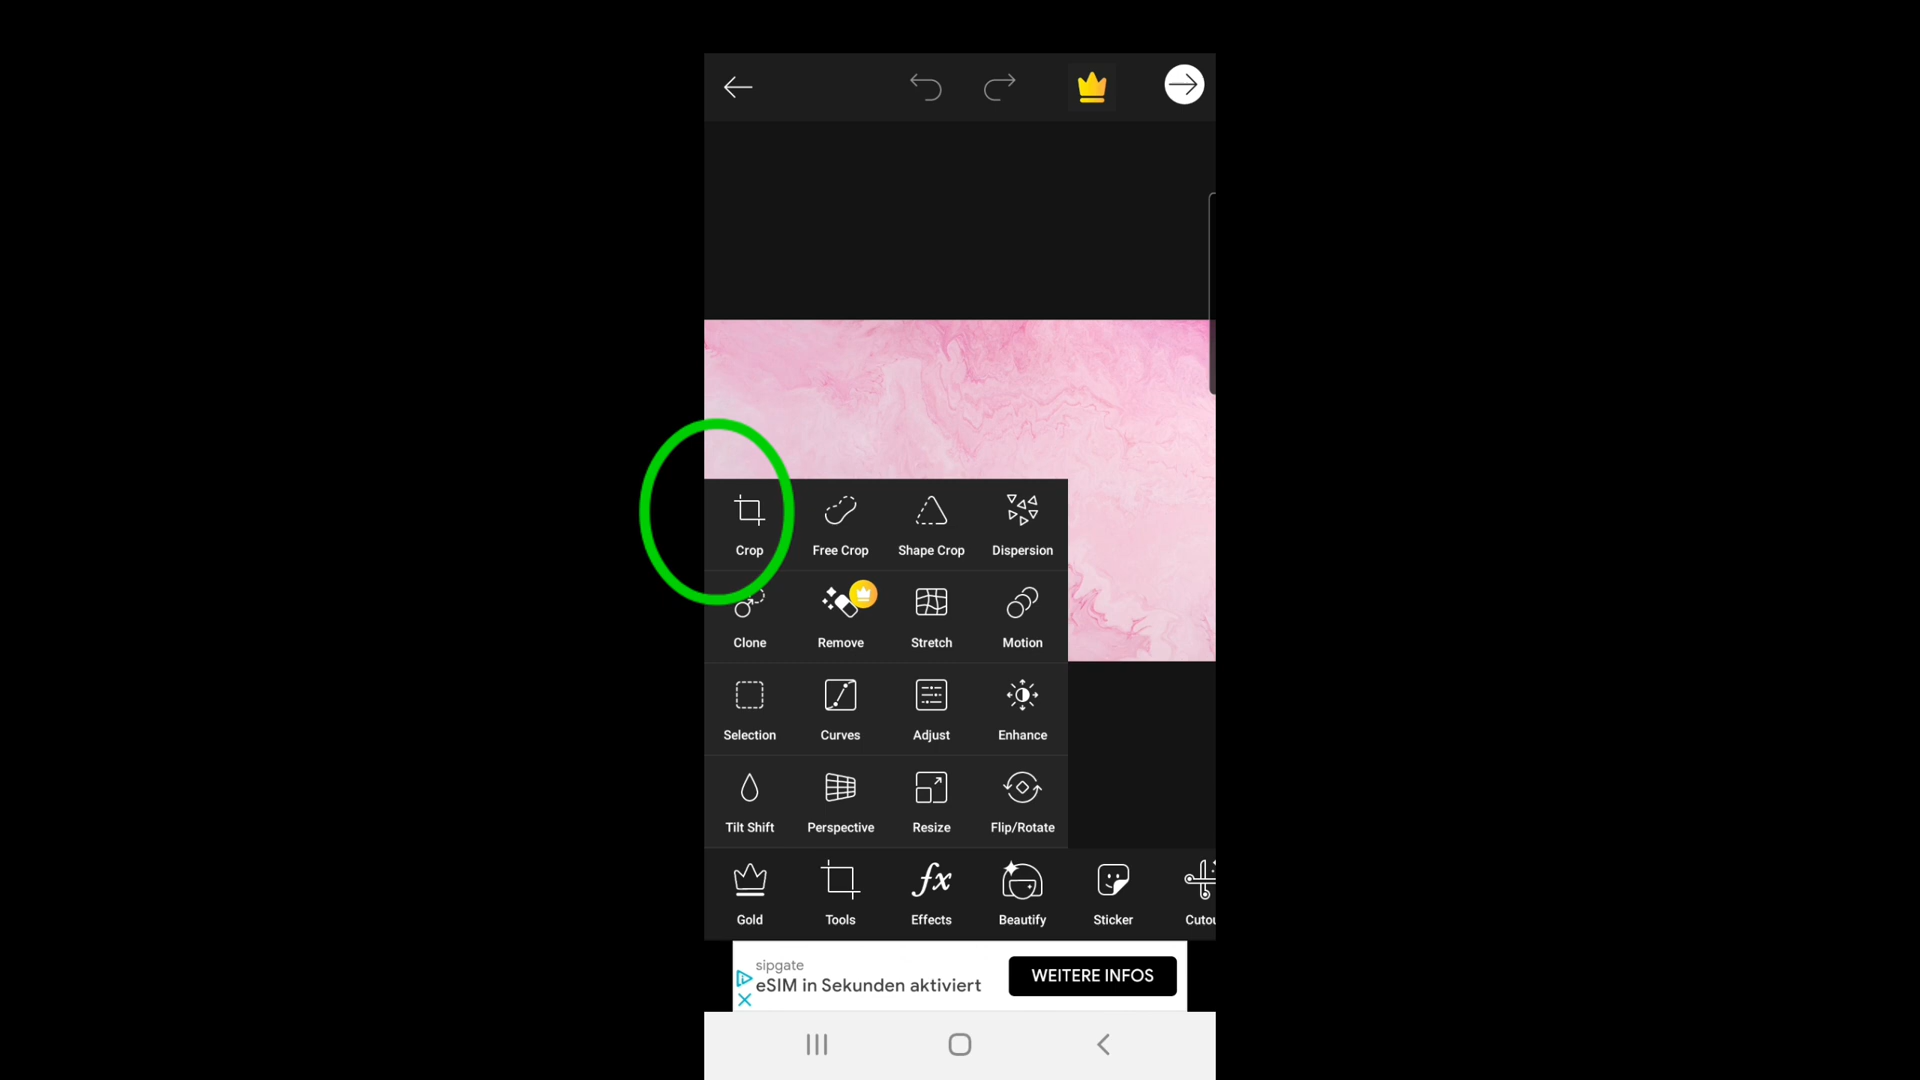 Crop Free Crop Shape Crop Dispersion
Clone Remove Stretch Motion
Selection Curves Adjust Enhance
Tilt Shift Perspective Resize Flip/Rotate
Gold Tools Effects Beautify Sticker Cutou
sipgate
eSIM in Sekunden aktiviert
WEITERE INFOS